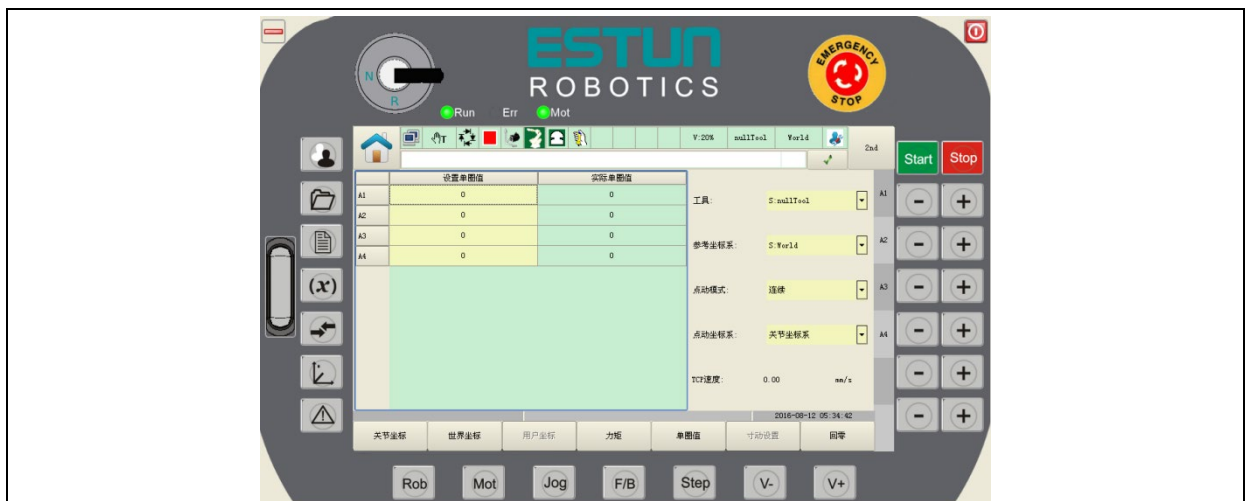 ESTUN
ROBOTICS
EMERGENCY
STOP
N
R
Run Err Mot
T V:20% nullTool World 2nd
Start Stop
设置单圈值 实际单圈值
A1 0 0
A2 0 0
A3 0 0
A4 0 0
工具: S:nullTool
参考坐标系: S:World
点动模式: 连续
点动坐标系: 关节坐标系
TCP速度: 0.00 mm/s
A1 - +
A2 - +
A3 - +
A4 - +
- +
- +
(x)
2016-08-12 05:34:42
关节坐标 世界坐标 用户坐标 力矩 单圈值 寸动设置 回零
Rob Mot Jog F/B Step V- V+